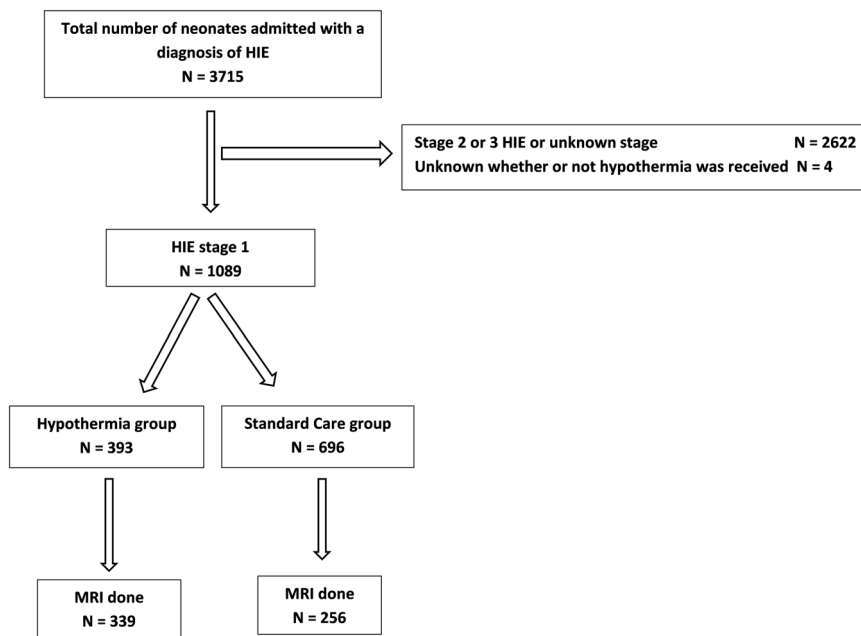 Total number of neonates admitted with a
diagnosis of HIE
N = 3715
Stage 2 or 3 HIE or unknown stage N = 2622
Unknown whether or not hypothermia was received N = 4
HIE stage 1
N = 1089
Hypothermia group
N = 393
Standard Care group
N = 696
MRI done
N = 339
MRI done
N = 256